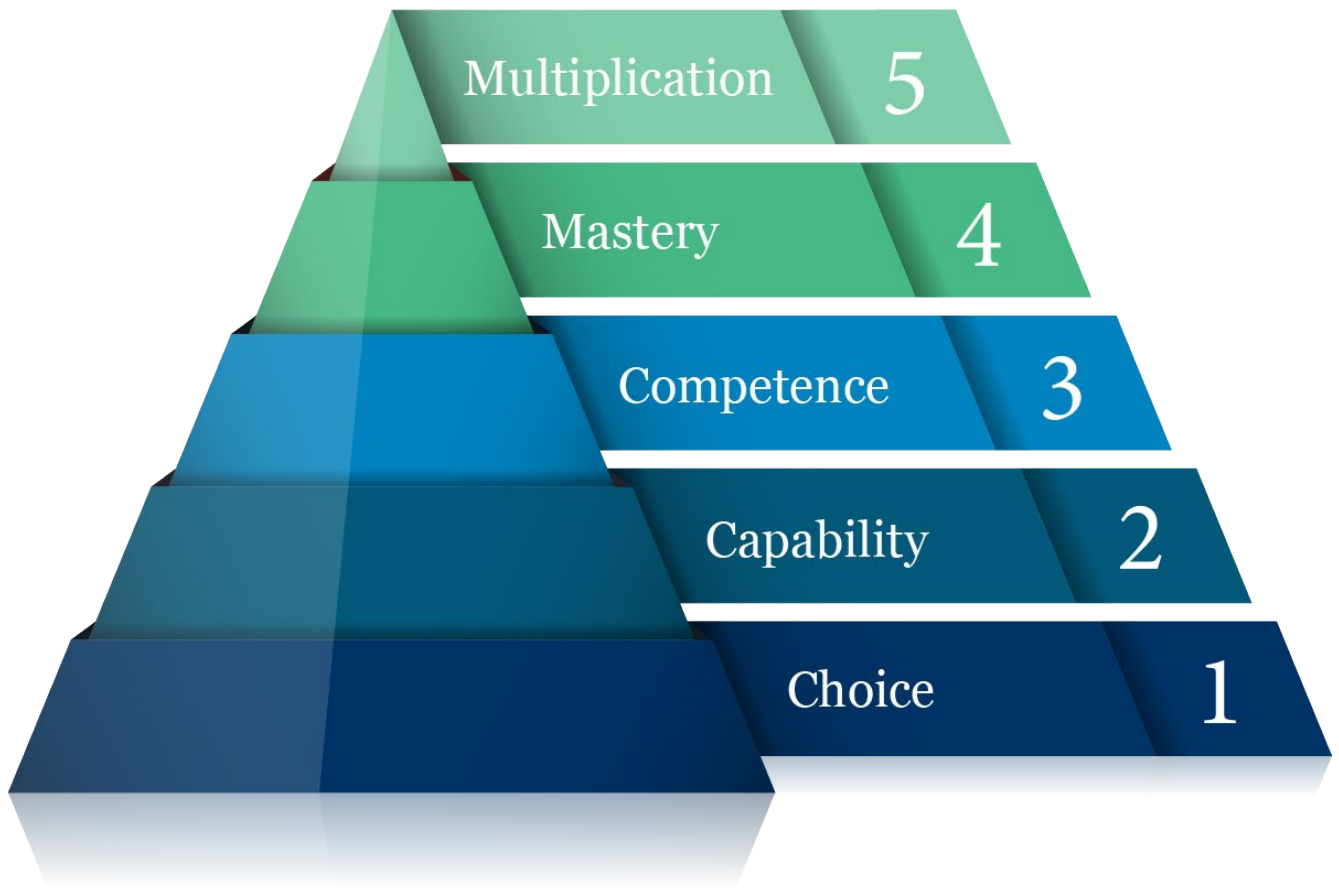 Multiplication 5
Mastery 4
Competence 3
Capability 2
Choice 1